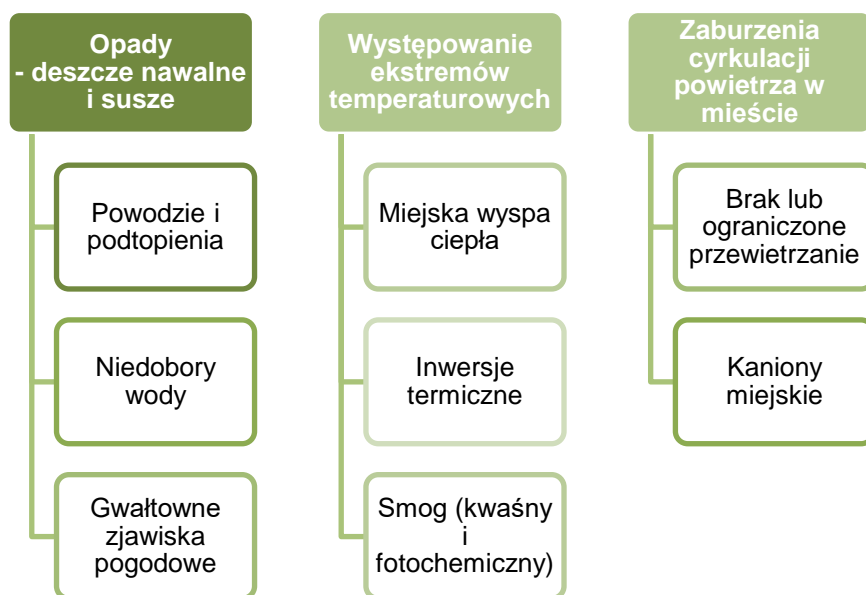 Opady
- deszcze nawalne
i susze
Powodzie i
podtopienia
Niedobory
wody
Gwałtowne
zjawiska
pogodowe
Występowanie
ekstremów
temperaturowych
Miejska wyspa
ciepła
Inwersje
termiczne
Smog (kwaśny
i
fotochemiczny)
Zaburzenia
cyrkulacji
powietrza w
mieście
Brak lub
ograniczone
przewietrzanie
Kaniony
miejskie